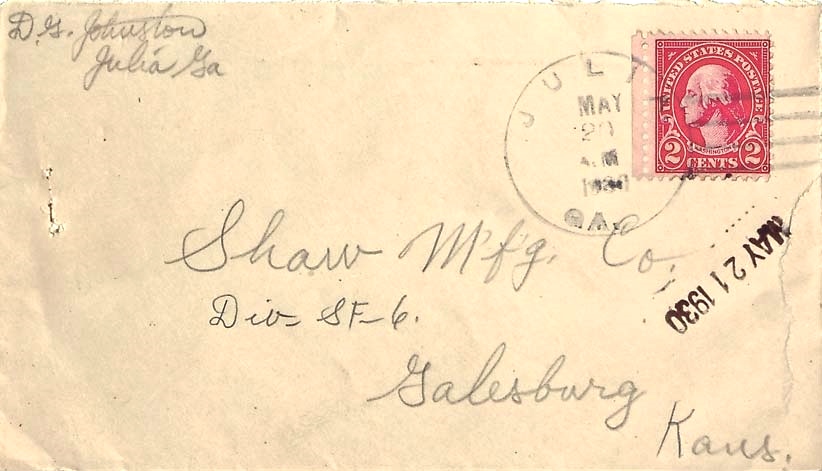 D.G. Johnston
Julia Ga
JULI
MAY
20
A.M
1930
GA.
UNITED STATES POSTAGE
WASHINGTON
2 CENTS 2
MAY 21 1930
Shaw Mfg. Co.
Div- SF-6.
Galesburg
Kans.